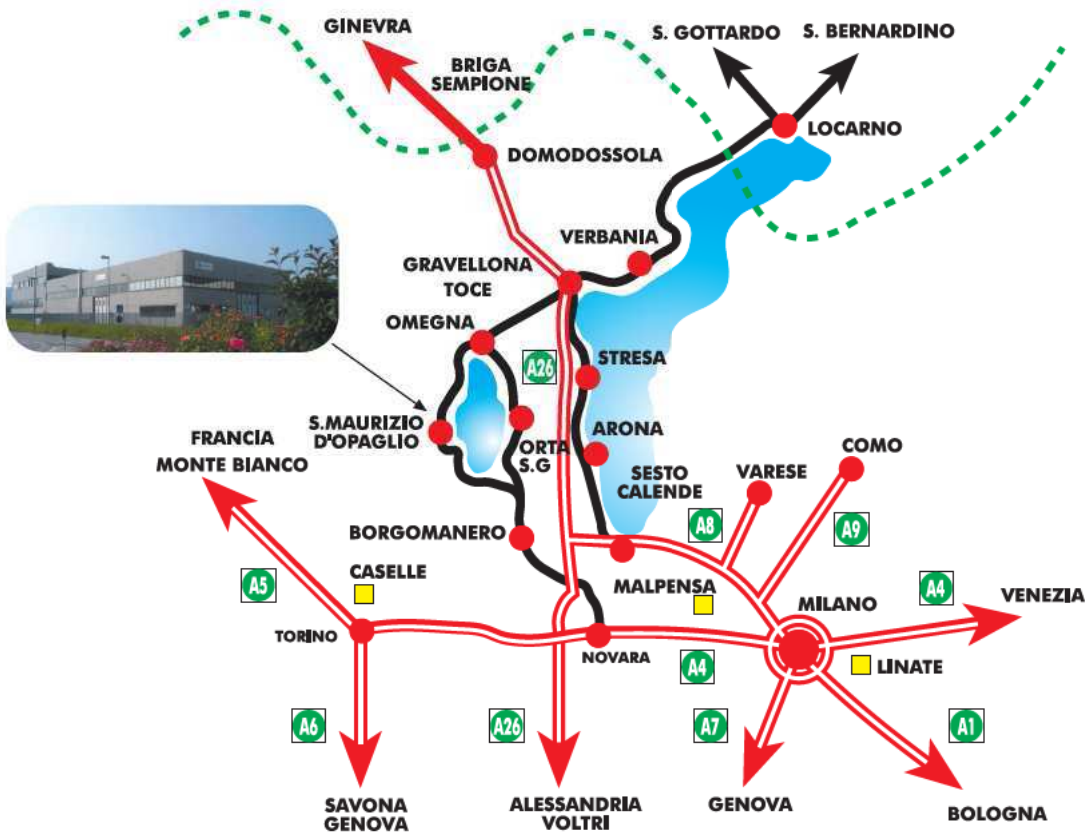 GINEVRA
S. GOTTARDO
S. BERNARDINO
BRIGA
SEMPIONE
LOCARNO
DOMODOSSOLA
VERBANIA
GRAVELLONA
TOCE
OMEGNA
STRESA
A26
S.MAURIZIO
D'OPAGLIO
ORTA
S.G
ARONA
FRANCIA
MONTE BIANCO
SESTO
CALENDE
VARESE
COMO
A8
A9
BORGOMANERO
CASELLE
A5
MALPENSA
MILANO
A4
VENEZIA
TORINO
NOVARA
A4
LINATE
A6
A26
A7
A1
SAVONA
GENOVA
ALESSANDRIA
VOLTRI
GENOVA
BOLOGNA